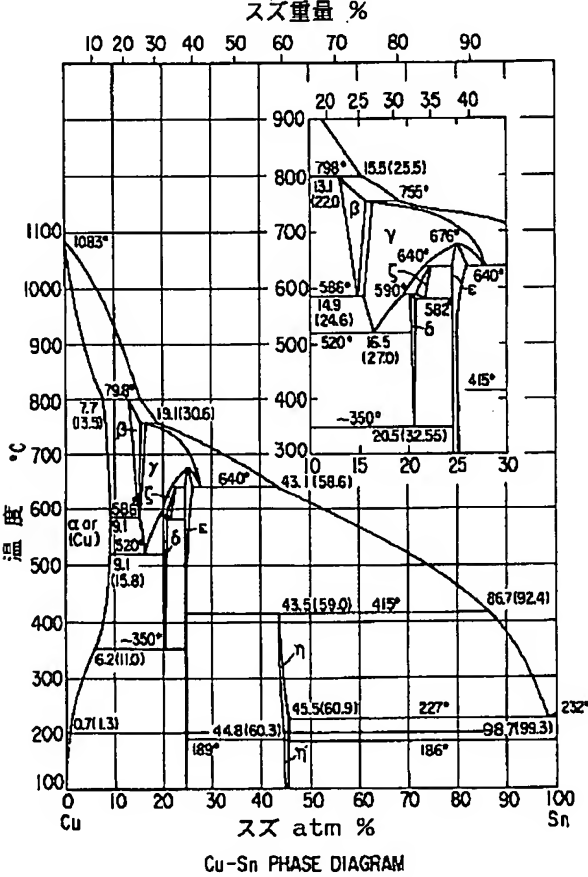 スズ重量 %
10 20 30 40 50 60 70 80 90
20 25 30 35 40
900
800
700
600
500
400
300
798° 15.5(25.5)
13.1
(22.0
755°
β
γ
676°
640°
ζ
590°
640°
ε
586°
582°
14.9
(24.6)
δ
520° 16.5
(27.0)
415°
~350°
20.5(32.55)
10 15 20 25 30
1100
1000
900
800
700
600
500
400
300
200
100
温度 °C
1083°
79.8°
7.7
(13.5)
19.1(30.6)
β
γ
640°
43.1(58.6)
ζ
586
α or
(Cu)
9.1
520°
δ
ε
9.1
(15.8)
86.7(92.4)
43.5(59.0) 415°
~350°
6.2(11.0)
η
45.5(60.9) 227° 232°
0.7(1.3)
44.8(60.3) 98.7(99.3)
189° η' 186°
0 10 20 30 40 50 60 70 80 90 100
Cu スズ atm % Sn
Cu-Sn PHASE DIAGRAM